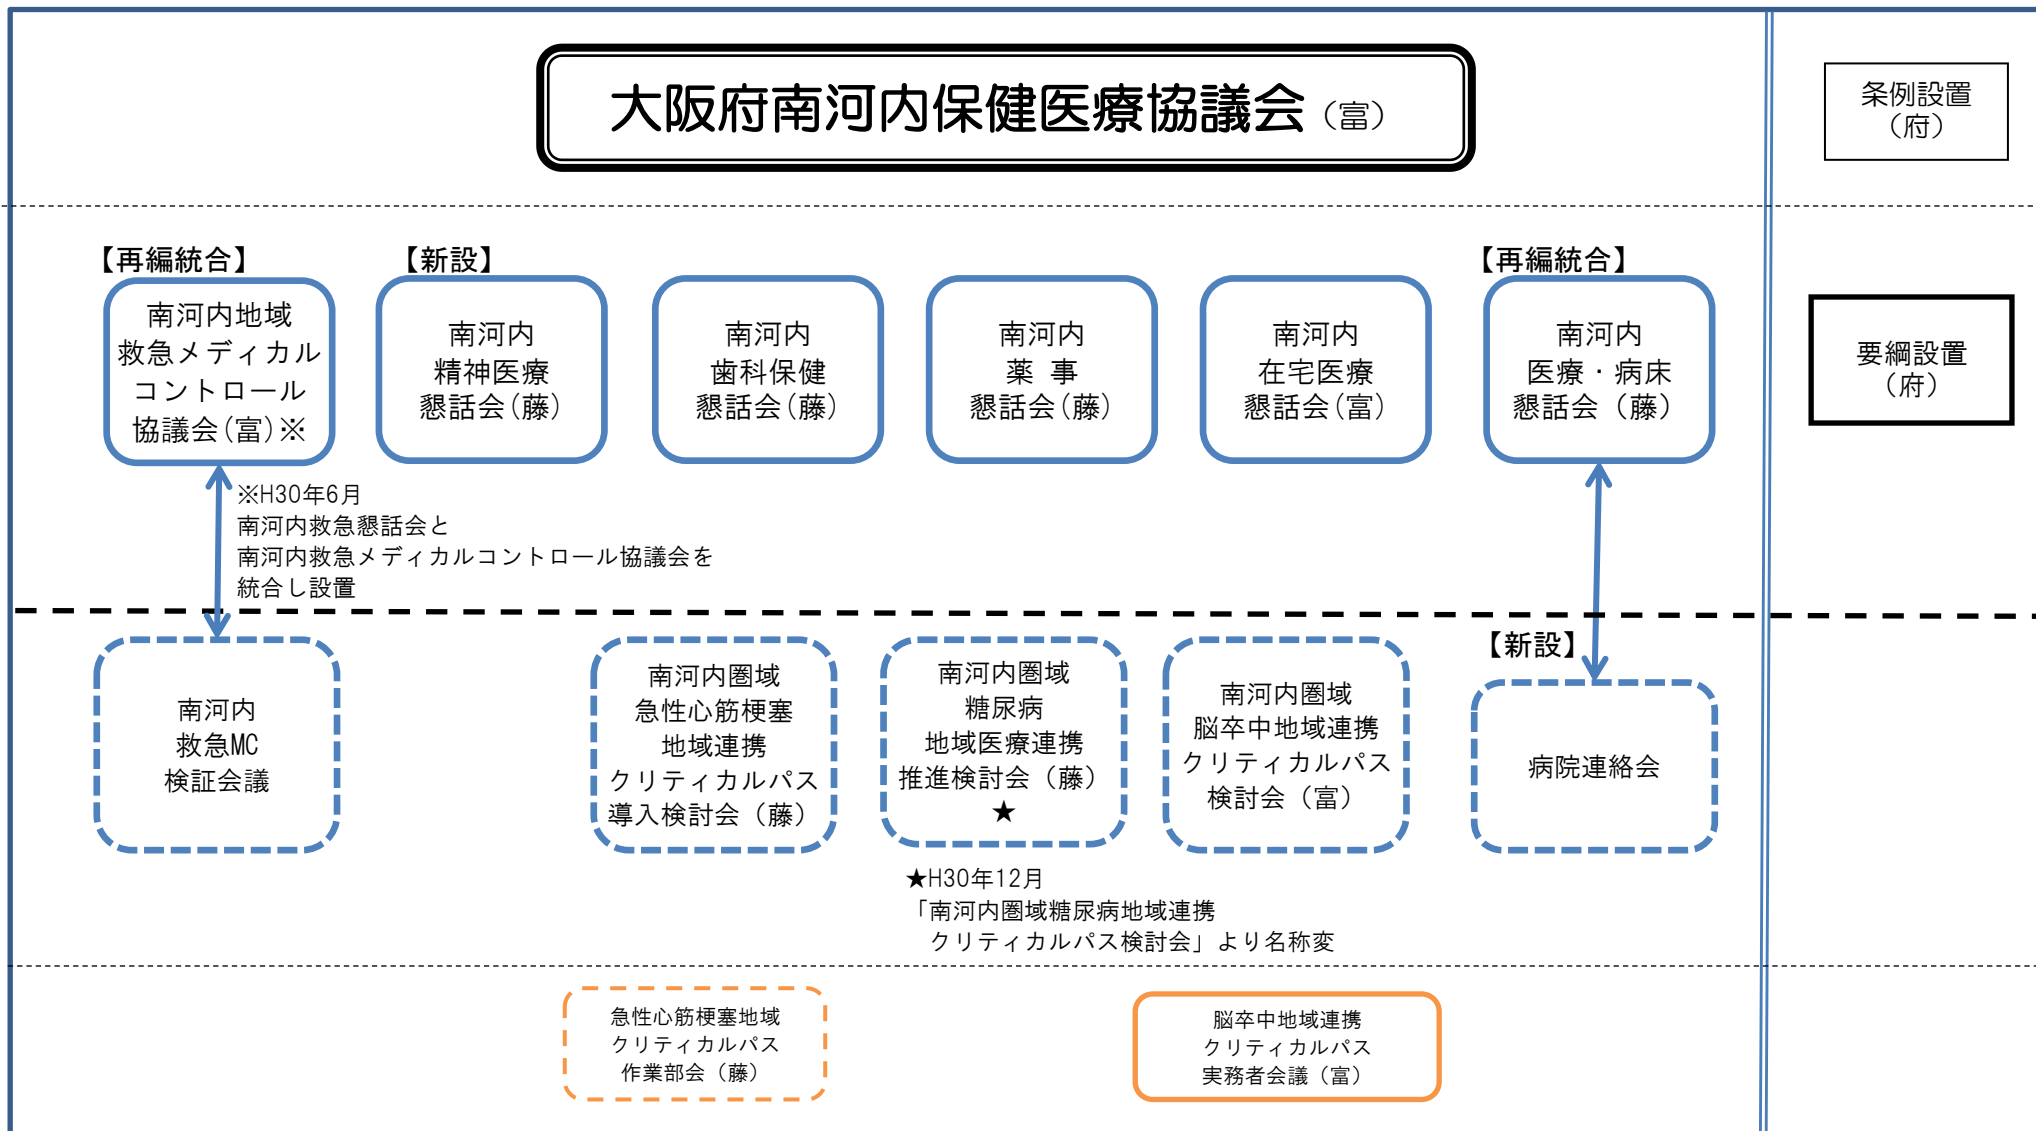 大阪府南河内保健医療協議会（富）
条例設置
（府）
【再編統合】
南河内地域
救急メディカル
コントロール
協議会(富)※
【新設】
南河内
精神医療
懇話会(藤)
南河内
歯科保健
懇話会(藤)
南河内
薬 事
懇話会(藤)
南河内
在宅医療
懇話会(富)
【再編統合】
南河内
医療・病床
懇話会（藤）
要綱設置
（府）
※H30年6月
南河内救急懇話会と
南河内救急メディカルコントロール協議会を
統合し設置
南河内
救急MC
検証会議
南河内圏域
急性心筋梗塞
地域連携
クリティカルパス
導入検討会（藤）
南河内圏域
糖尿病
地域医療連携
推進検討会（藤）
★
南河内圏域
脳卒中地域連携
クリティカルパス
検討会（富）
【新設】
病院連絡会
★H30年12月
「南河内圏域糖尿病地域連携
クリティカルパス検討会」より名称変
急性心筋梗塞地域
クリティカルパス
作業部会（藤）
脳卒中地域連携
クリティカルパス
実務者会議（富）